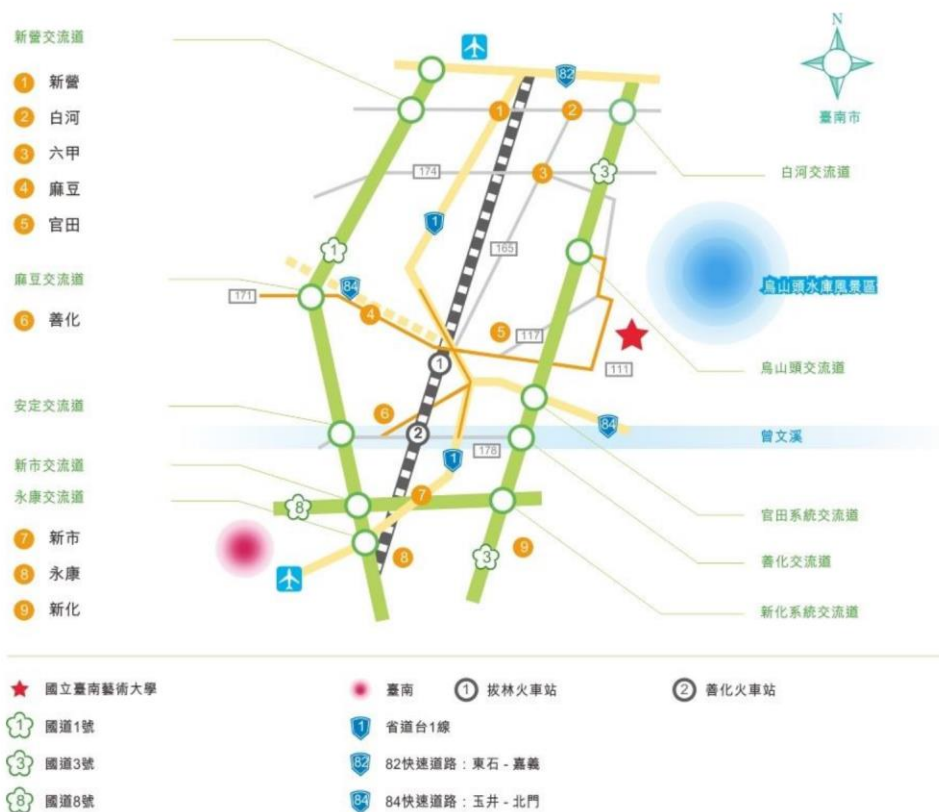 新營交流道
1 新營
2 白河
3 六甲
4 麻豆
5 官田
麻豆交流道
6 善化
安定交流道
新市交流道
永康交流道
7 新市
8 永康
9 新化
82
1
2
174
3
3
1
1
165
84
171
4
5
117
111
1
6
2
84
178
1
7
8
8
3
9
N
臺南市
白河交流道
烏山頭水庫風景區
烏山頭交流道
曾文溪
官田系統交流道
善化交流道
新化系統交流道
國立臺南藝術大學
臺南
1 拔林火車站
2 善化火車站
1 國道1號
1 省道台1線
3 國道3號
82 82快速道路：東石 - 嘉義
8 國道8號
84 84快速道路：玉井 - 北門